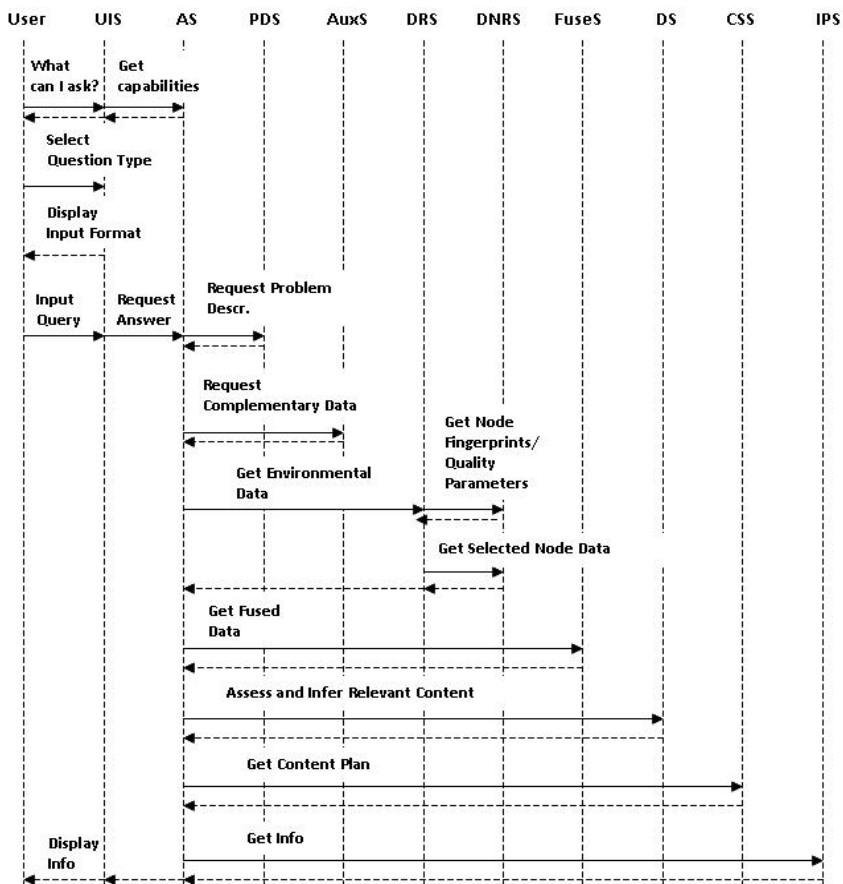 User UIS AS PDS AuxS DRS DNRS FuseS DS CSS IPS
What
can I ask?
Get
capabilities
Select
Question Type
Display
Input Format
Input
Query
Request
Answer
Request Problem
Descr.
Request
Complementary Data
Get Node
Fingerprints/
Quality
Parameters
Get Environmental
Data
Get Selected Node Data
Get Fused
Data
Assess and Infer Relevant Content
Get Content Plan
Get Info
Display
Info